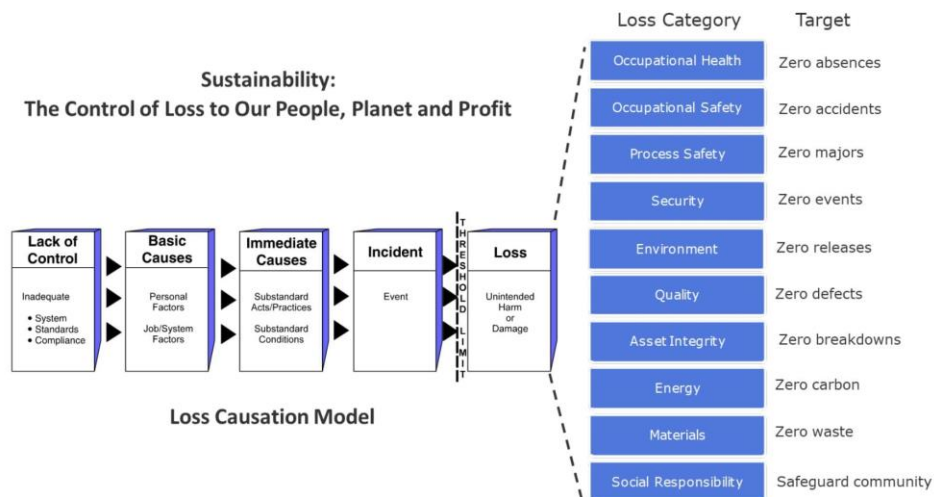 Sustainability:
The Control of Loss to Our People, Planet and Profit
Lack of
Control
Inadequate
• System
• Standards
• Compliance
Basic
Causes
Personal
Factors
Job/System
Factors
Immediate
Causes
Substandard
Acts/Practices
Substandard
Conditions
Incident
Event
THRESHOLD LIMIT
Loss
Unintended
Harm
or
Damage
Loss Causation Model
Loss Category Target
Occupational Health Zero absences
Occupational Safety Zero accidents
Process Safety Zero majors
Security Zero events
Environment Zero releases
Quality Zero defects
Asset Integrity Zero breakdowns
Energy Zero carbon
Materials Zero waste
Social Responsibility Safeguard community